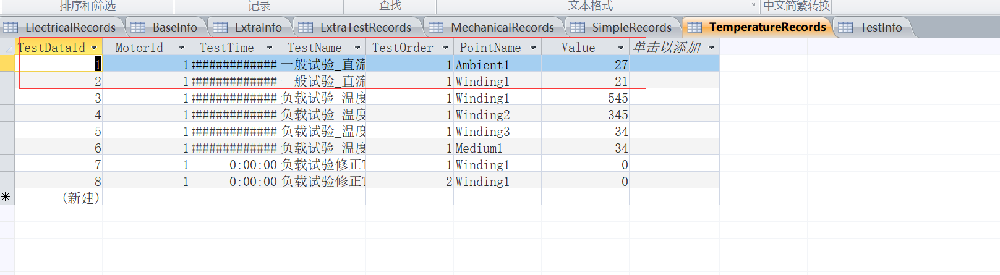 排序和筛选 记录 查找 文本格式 中文简繁转换
ElectricalRecords BaseInfo ExtraInfo ExtraTestRecords MechanicalRecords SimpleRecords TemperatureRecords TestInfo
TestDataId MotorId TestTime TestName TestOrder PointName Value 单击以添加
1 1 ############# 一般试验_直流 1 Ambient1 27
2 1 ############# 一般试验_直流 1 Winding1 21
3 1 ############# 负载试验_温度 1 Winding1 545
4 1 ############# 负载试验_温度 1 Winding2 345
5 1 ############# 负载试验_温度 1 Winding3 34
6 1 ############# 负载试验_温度 1 Medium1 34
7 1 0:00:00 负载试验修正 1 Winding1 0
8 1 0:00:00 负载试验修正 2 Winding1 0
* (新建)